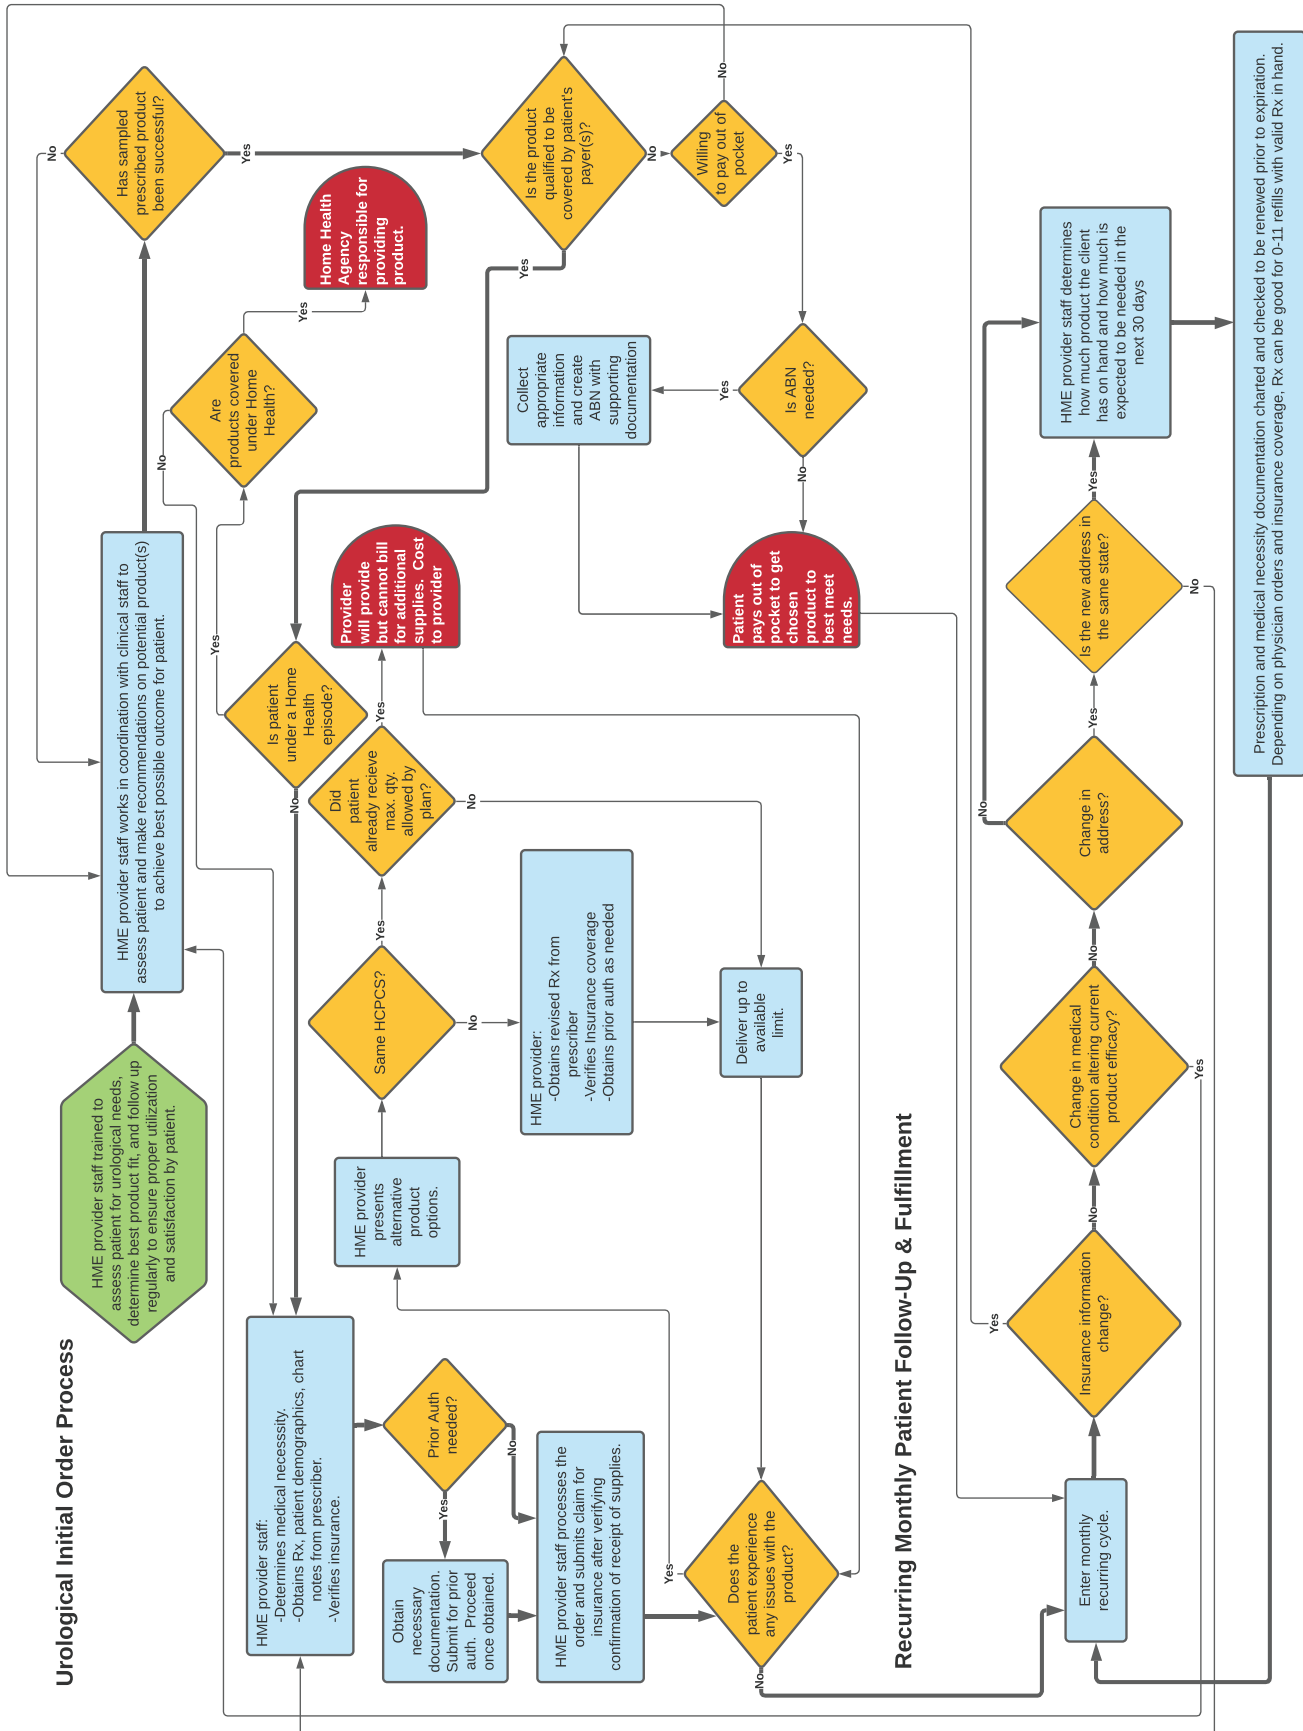 Urological Initial Order Process
HME provider staff trained to
assess patient for urological needs,
determine best product fit, and follow up
regularly to ensure proper utilization
and satisfaction by patient.
HME provider staff works in coordination with clinical staff to
assess patient and make recommendations on potential product(s)
to achieve best possible outcome for patient.
Has sampled
prescribed product
been successful?
No
Yes
Is the product
qualified to be
covered by patient's
payer(s)?
Yes
No
Willing
to pay out of
pocket
No
Yes
Is ABN
needed?
Yes
No
Collect
appropriate
information
and create
ABN with
supporting
documentation
Patient
pays out of
pocket to get
chosen
product to
best meet
needs.
Is patient
under a Home
Health
episode?
Yes
No
Are
products covered
under Home
Health?
Yes
No
Home Health
Agency
responsible for
providing
product.
HME provider staff:
-Determines medical necesssity.
-Obtains Rx, patient demographics, chart
notes from prescriber.
-Verifies insurance.
Prior Auth
needed?
Yes
No
Obtain
necessary
documentation.
Submit for prior
auth. Proceed
once obtained.
HME provider staff processes the
order and submits claim for
insurance after verifying
confirmation of receipt of supplies.
Does the
patient experience
any issues with the
product?
Yes
No
HME provider
presents
alternative
product
options.
Same HCPCS?
Yes
No
Did
patient
already recieve
max. qty.
allowed by
plan?
Yes
No
Provider
will provide
but cannot bill
for additional
supplies. Cost
to provider
HME provider:
-Obtains revised Rx from
prescriber
-Verifies Insurance coverage
-Obtains prior auth as needed
Deliver up to
available
limit.
Recurring Monthly Patient Follow-Up & Fulfillment
Enter monthly
recurring cycle.
Insurance information
change?
Yes
No
Change in medical
condition altering current
product efficacy?
Yes
No
Change in
address?
No
Yes
Is the new address in
the same state?
Yes
No
HME provider staff determines
how much product the client
has on hand and how much is
expected to be needed in the
next 30 days
Prescription and medical necessity documentation charted and checked to be renewed prior to expiration.
Depending on physician orders and insurance coverage, Rx can be good for 0-11 refills with valid Rx in hand.